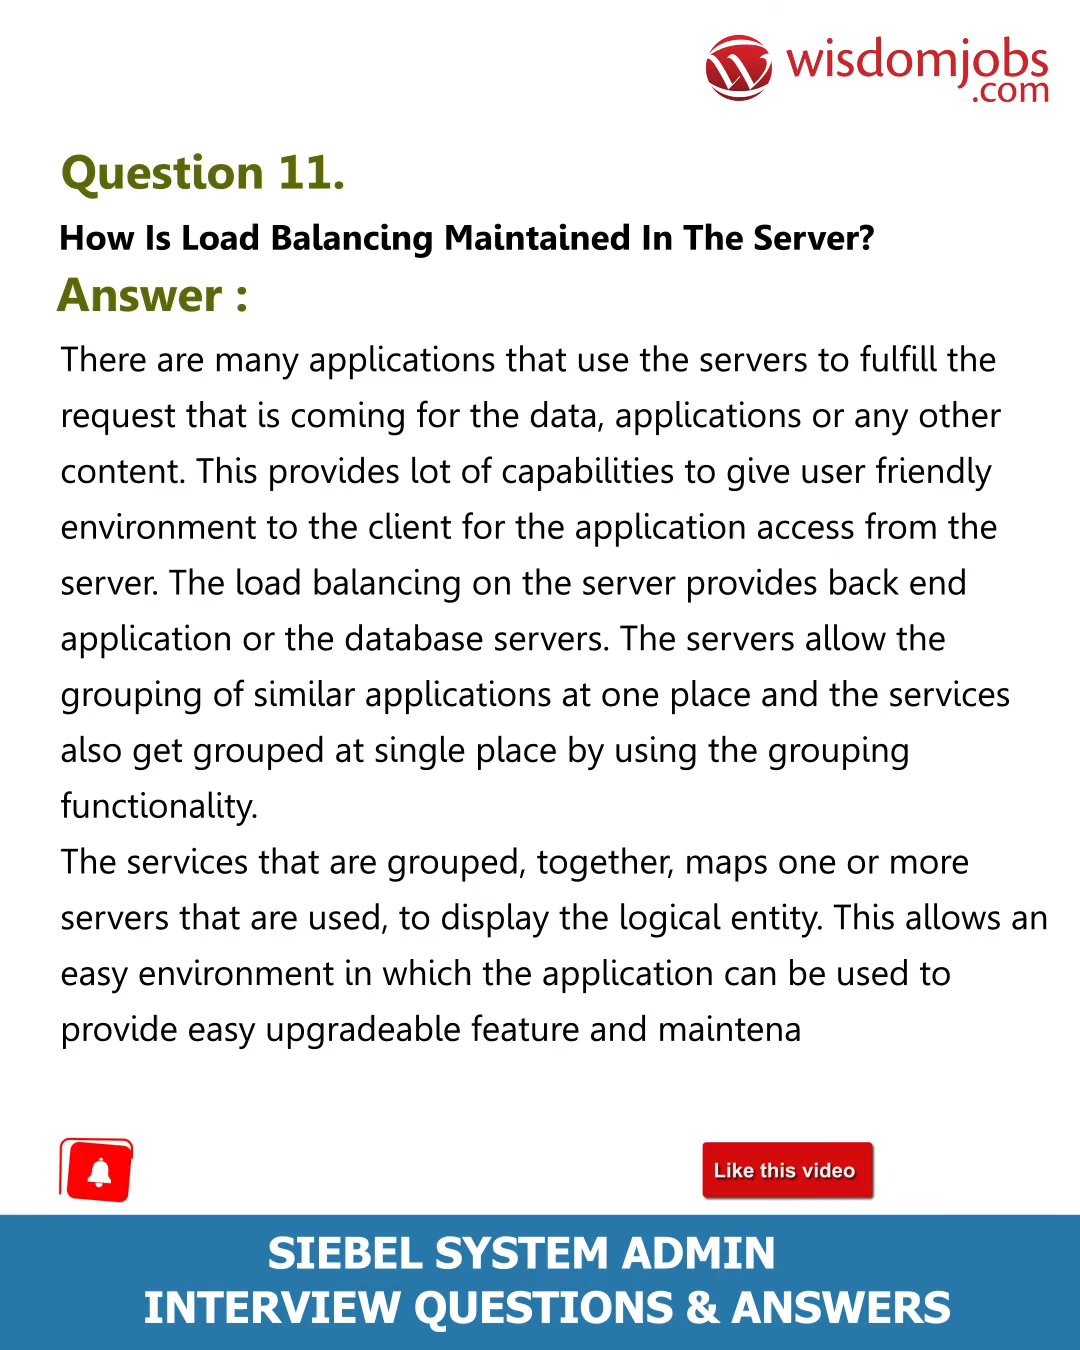 wisdomjobs
.com
Question 11.
How Is Load Balancing Maintained In The Server?
Answer :
There are many applications that use the servers to fulfill the
request that is coming for the data, applications or any other
content. This provides lot of capabilities to give user friendly
environment to the client for the application access from the
server. The load balancing on the server provides back end
application or the database servers. The servers allow the
grouping of similar applications at one place and the services
also get grouped at single place by using the grouping
functionality.
The services that are grouped, together, maps one or more
servers that are used, to display the logical entity. This allows an
easy environment in which the application can be used to
provide easy upgradeable feature and maintena
Like this video
SIEBEL SYSTEM ADMIN
INTERVIEW QUESTIONS & ANSWERS